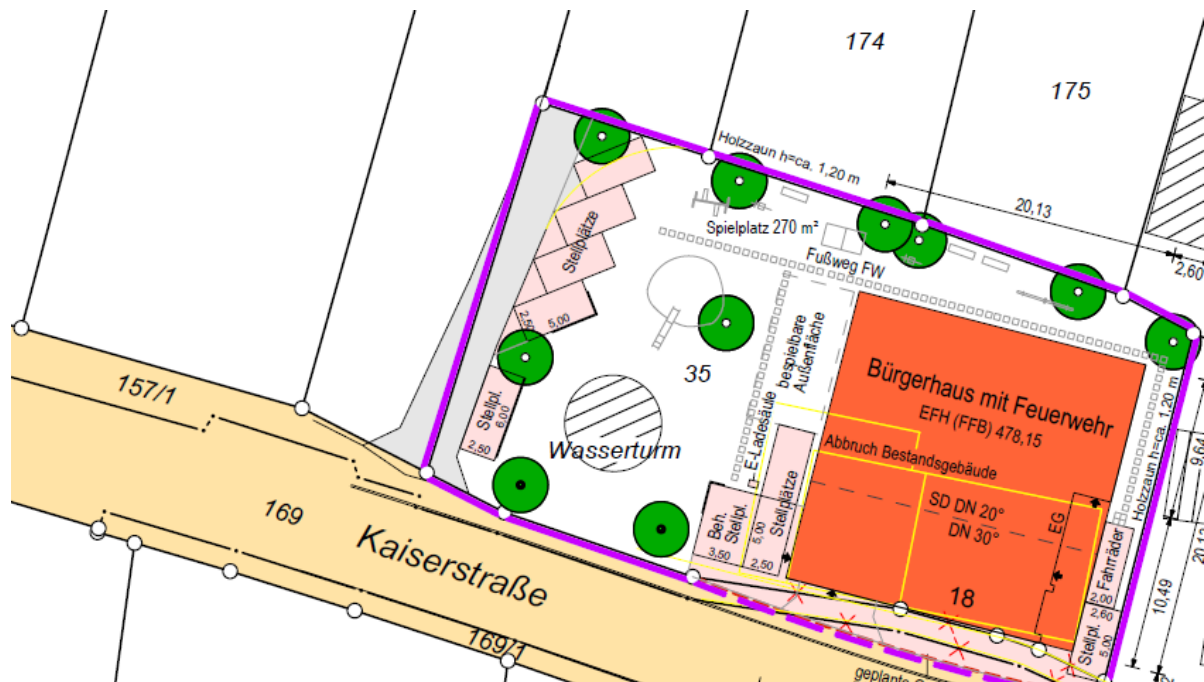 174
175
Holzzaun h=ca. 1,20 m
20,13
2,60
Spielplatz 270 m²
Fußweg FW
Stellplätze
2,50
5,00
bespielbare
Außenfläche
35
157/1
Stellpl.
6,00
2,50
Wasserturm
E-Ladesäule
Bürgerhaus mit Feuerwehr
EFH (FFB) 478,15
Abbruch Bestandsgebäude
SD DN 20°
DN 30°
EG
18
Holzzaun h=ca. 1,20 m
Beh.
Stellpl.
3,50
Stellplätze
5,00
2,50
Fahrräder
2,00
2,60
Stellpl.
5,00
10,49
169
Kaiserstraße
169/1
geplante